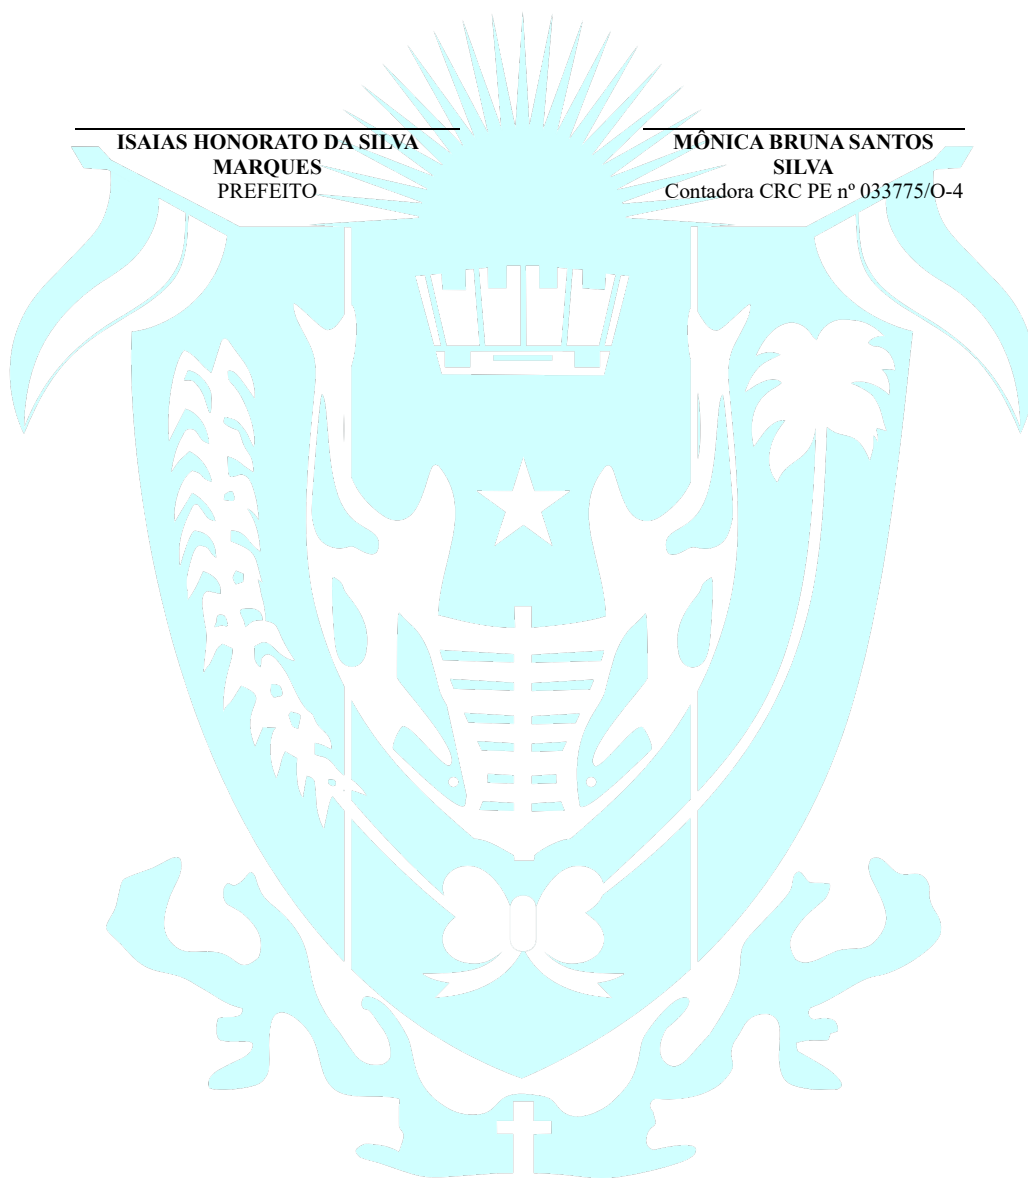 ISAIAS HONORATO DA SILVA
MARQUES
PREFEITO
MÔNICA BRUNA SANTOS
SILVA
Contadora CRC PE nº 033775/O-4